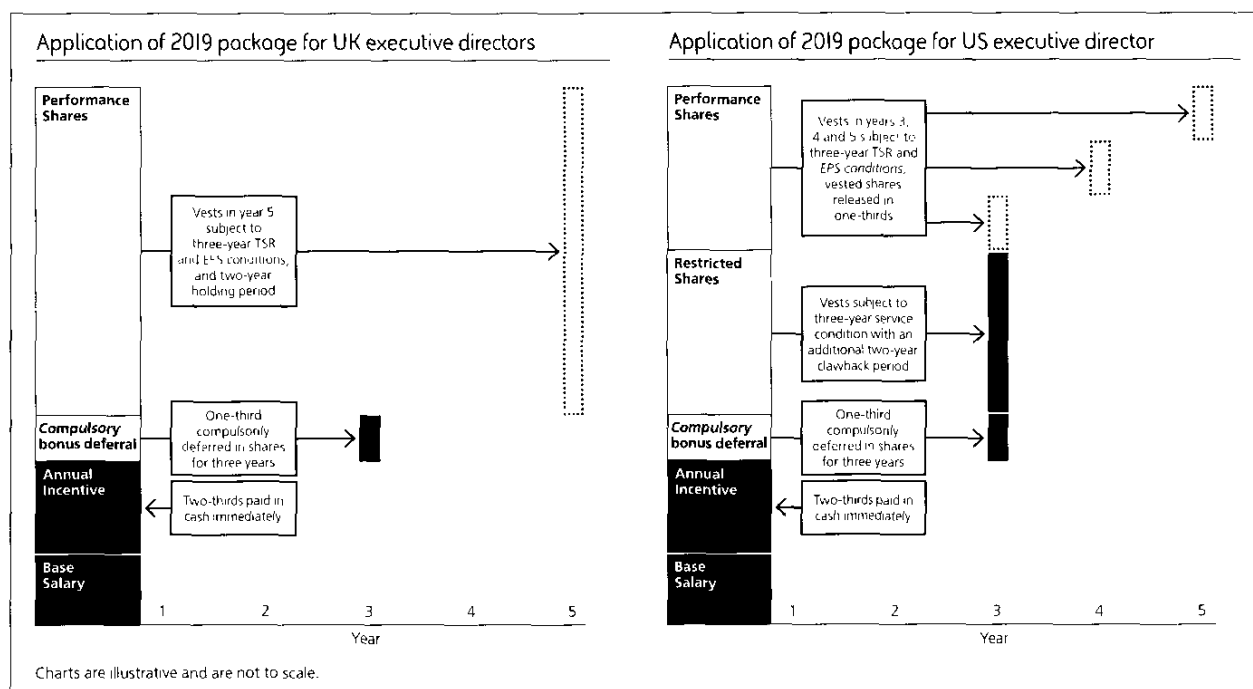 Application of 2019 package for UK executive directors
Performance
Shares
Vests in year 5
subject to
three-year TSR
and EPS conditions,
and two-year
holding period
Compulsory
bonus deferral
One-third
compulsorily
deferred in shares
for three years
Annual
Incentive
Two-thirds paid in
cash immediately
Base
Salary
1 2 3 4 5
Year
Charts are illustrative and are not to scale.
Application of 2019 package for US executive director
Performance
Shares
Vests in years 3,
4 and 5 subject to
three-year TSR and
EPS conditions,
vested shares
released in
one-thirds
Restricted
Shares
Vests subject to
three-year service
condition with an
additional two-year
clawback period
Compulsory
bonus deferral
One-third
compulsorily
deferred in shares
for three years
Annual
Incentive
Two-thirds paid in
cash immediately
Base
Salary
1 2 3 4 5
Year